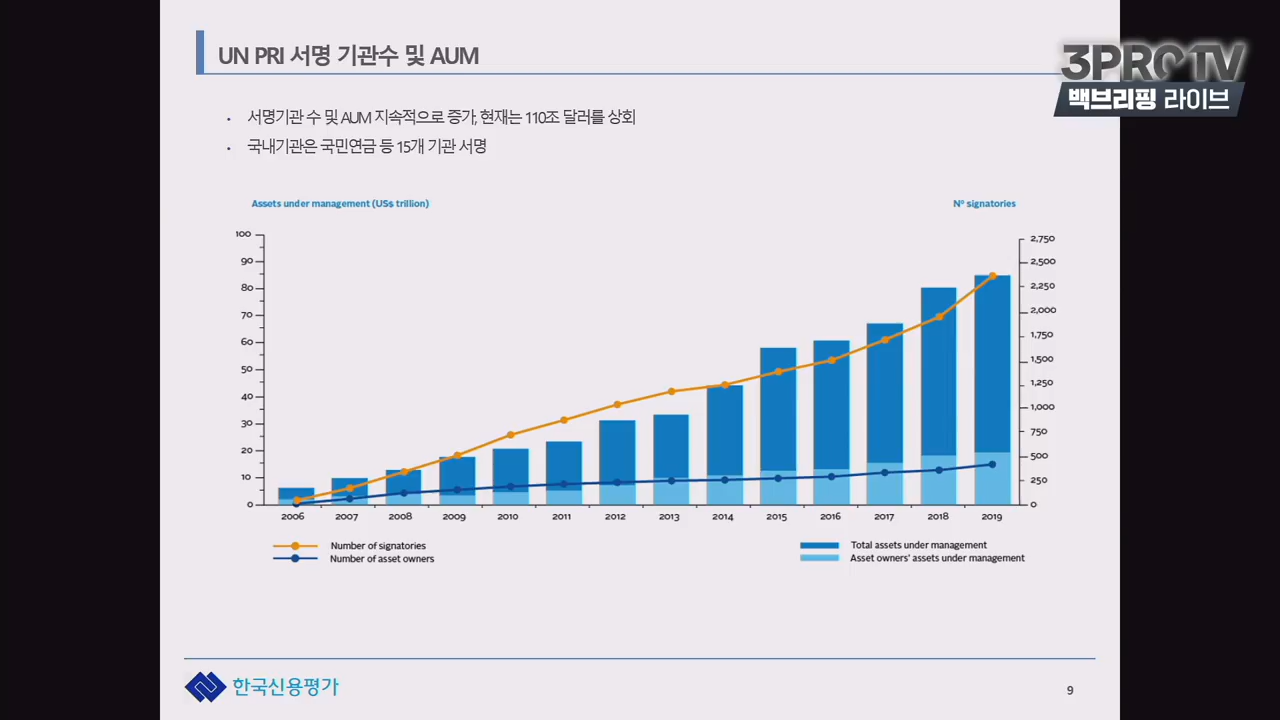 UN PRI 서명 기관수 및 AUM
3PROTV
백브리핑 라이브
• 서명기관 수 및 AUM 지속적으로 증가, 현재는 110조 달러를 상회
• 국내기관은 국민연금 등 15개 기관 서명
Assets under management (US$ trillion)
Nº signatories
100
90
80
70
60
50
40
30
20
10
0
2,750
2,500
2,250
2,000
1,750
1,500
1,250
1,000
750
500
250
0
2006 2007 2008 2009 2010 2011 2012 2013 2014 2015 2016 2017 2018 2019
Number of signatories
Number of asset owners
Total assets under management
Asset owners' assets under management
한국신용평가
9